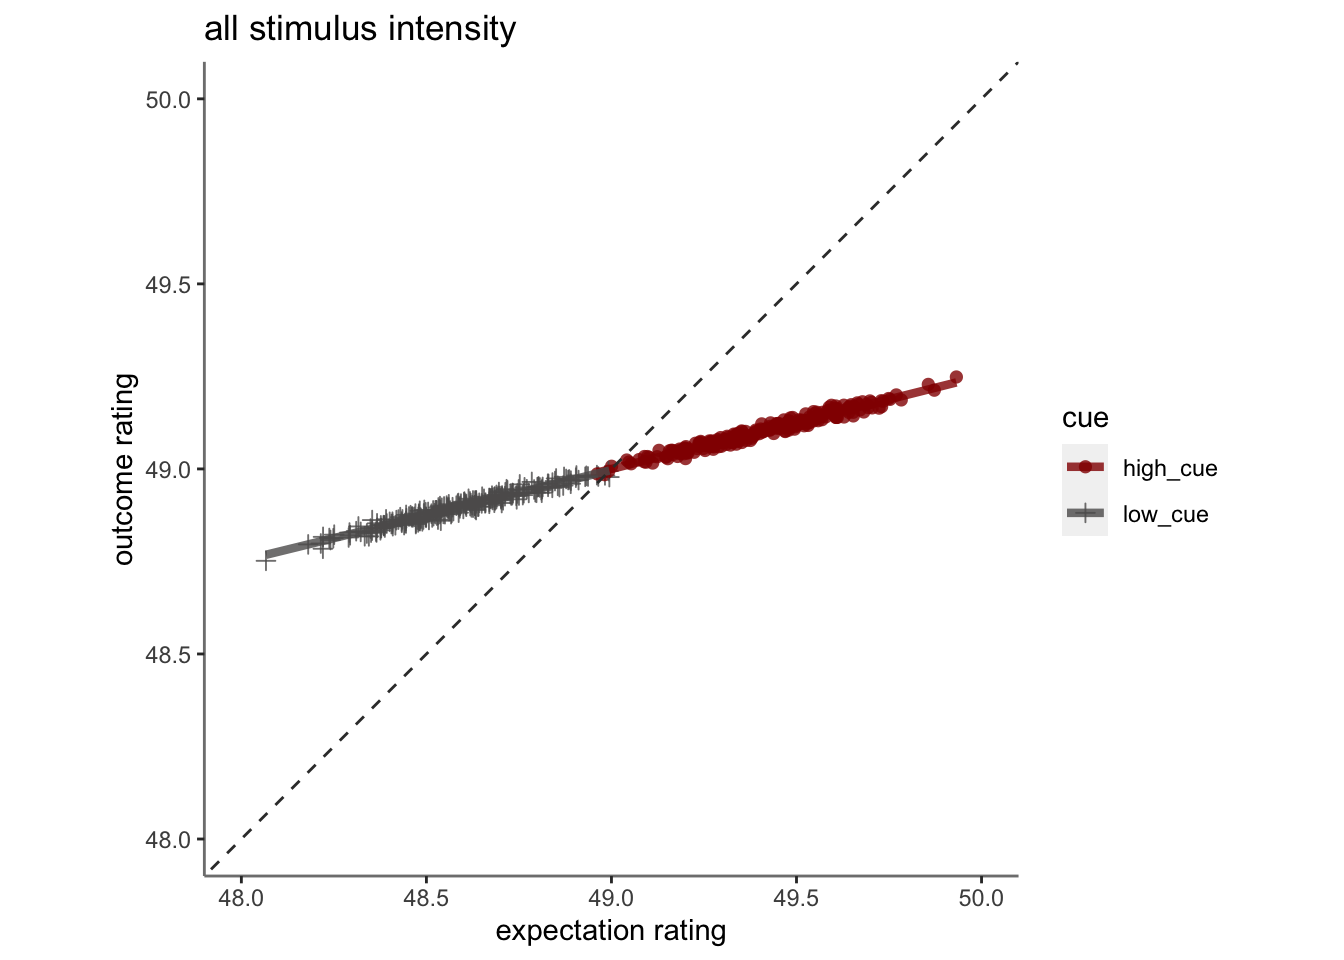 all stimulus intensity
50.0
49.5
49.0
48.5
48.0
outcome rating
48.0 48.5 49.0 49.5 50.0
expectation rating
cue
high_cue
low_cue